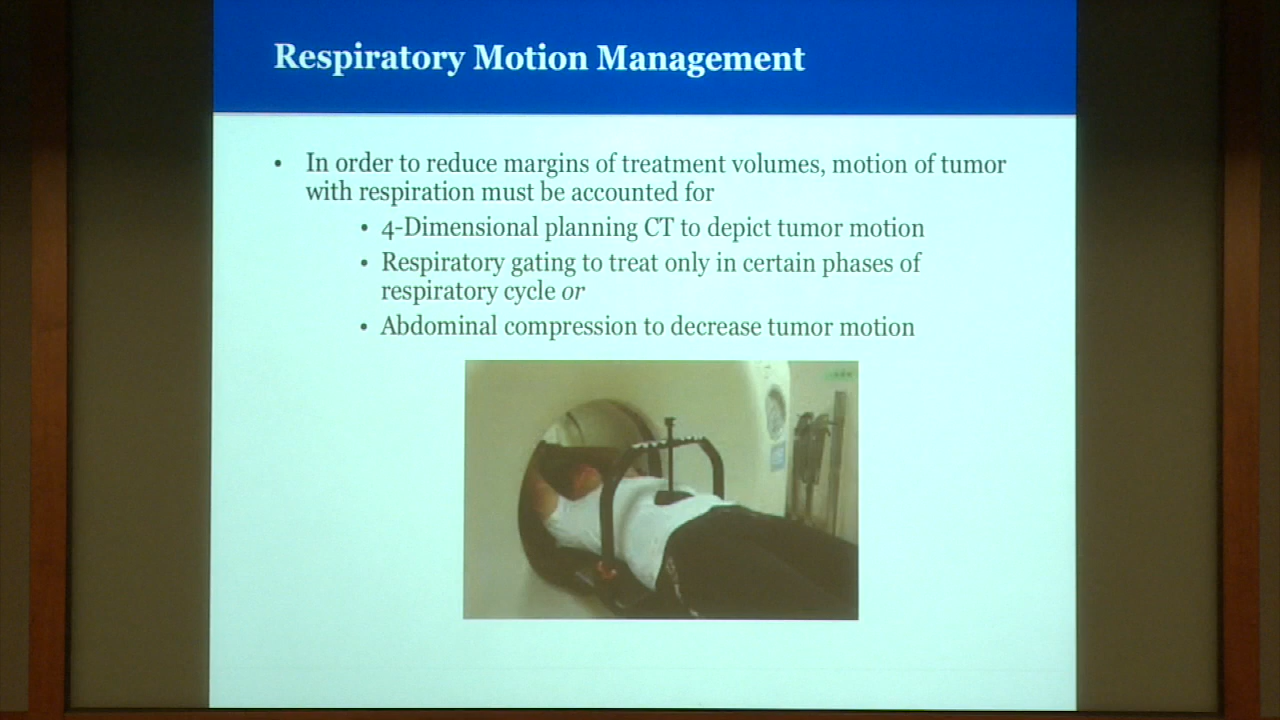 Respiratory Motion Management
• In order to reduce margins of treatment volumes, motion of tumor
with respiration must be accounted for
• 4-Dimensional planning CT to depict tumor motion
• Respiratory gating to treat only in certain phases of
respiratory cycle or
• Abdominal compression to decrease tumor motion